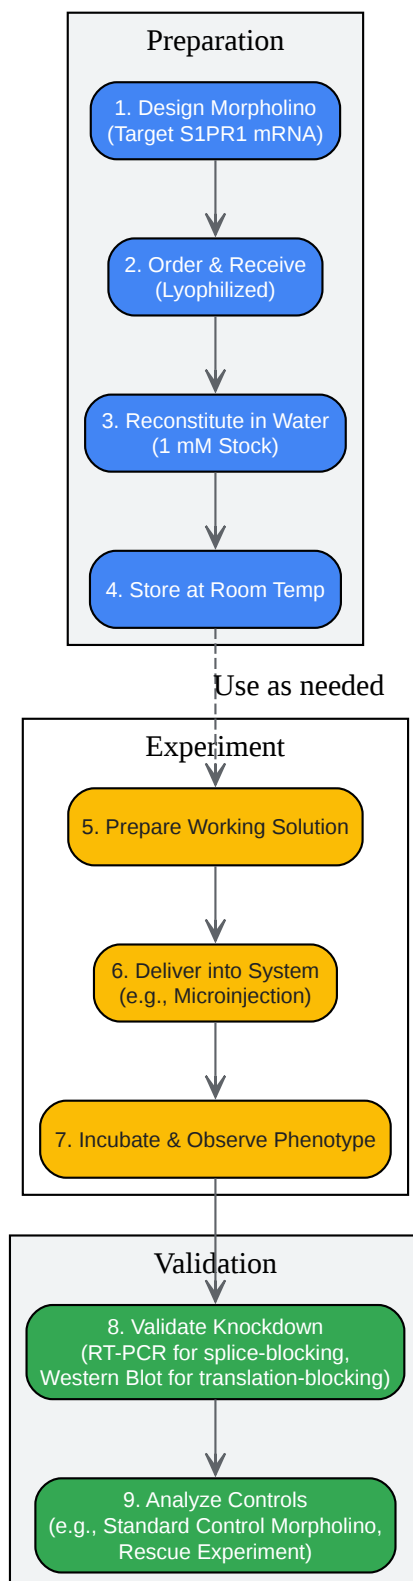 Preparation
1. Design Morpholino
(Target S1PR1 mRNA)
2. Order & Receive
(Lyophilized)
3. Reconstitute in Water
(1 mM Stock)
4. Store at Room Temp
Use as needed
Experiment
5. Prepare Working Solution
6. Deliver into System
(e.g., Microinjection)
7. Incubate & Observe Phenotype
Validation
8. Validate Knockdown
(RT-PCR for splice-blocking,
Western Blot for translation-blocking)
9. Analyze Controls
(e.g., Standard Control Morpholino,
Rescue Experiment)